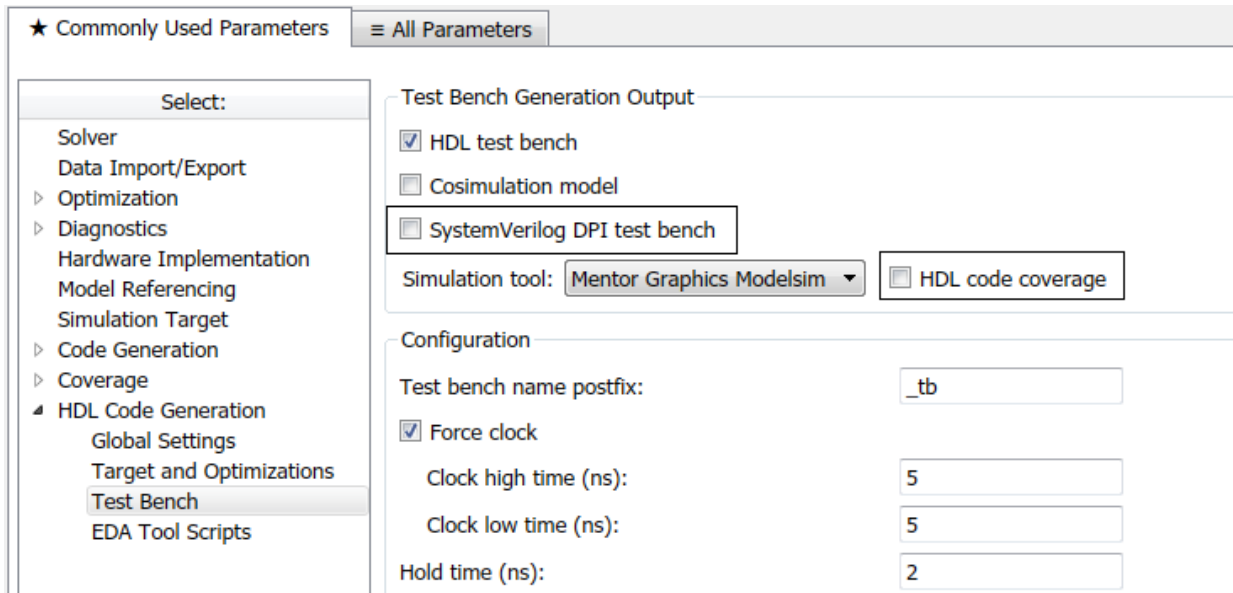 ★ Commonly Used Parameters
≡ All Parameters
Select:
Solver
Data Import/Export
Optimization
Diagnostics
Hardware Implementation
Model Referencing
Simulation Target
Code Generation
Coverage
HDL Code Generation
Global Settings
Target and Optimizations
Test Bench
EDA Tool Scripts
Test Bench Generation Output
HDL test bench
Cosimulation model
SystemVerilog DPI test bench
Simulation tool: Mentor Graphics Modelsim HDL code coverage
Configuration
Test bench name postfix: _tb
Force clock
Clock high time (ns): 5
Clock low time (ns): 5
Hold time (ns): 2